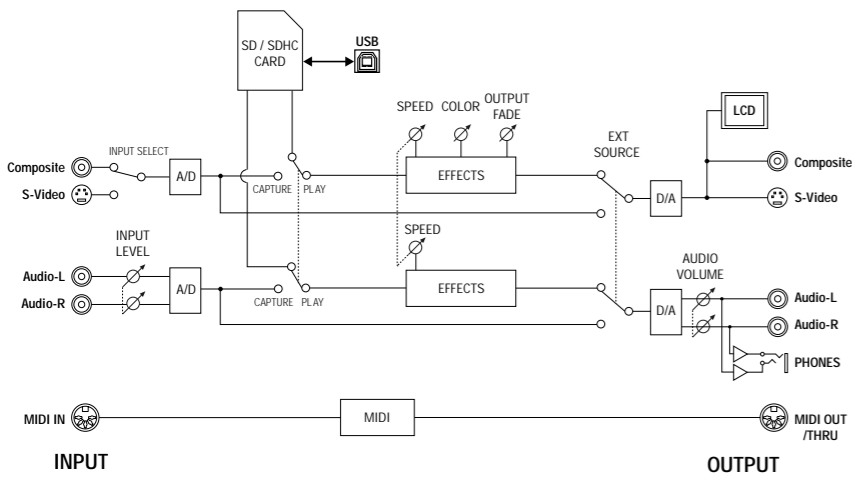 SD / SDHC
CARD
USB
SPEED
COLOR
OUTPUT
FADE
LCD
EXT
SOURCE
Composite
INPUT SELECT
A/D
CAPTURE
PLAY
EFFECTS
D/A
Composite
S-Video
S-Video
INPUT
LEVEL
SPEED
AUDIO
VOLUME
Audio-L
Audio-R
A/D
CAPTURE
PLAY
EFFECTS
D/A
Audio-L
Audio-R
PHONES
MIDI IN
MIDI
MIDI OUT
/THRU
INPUT
OUTPUT